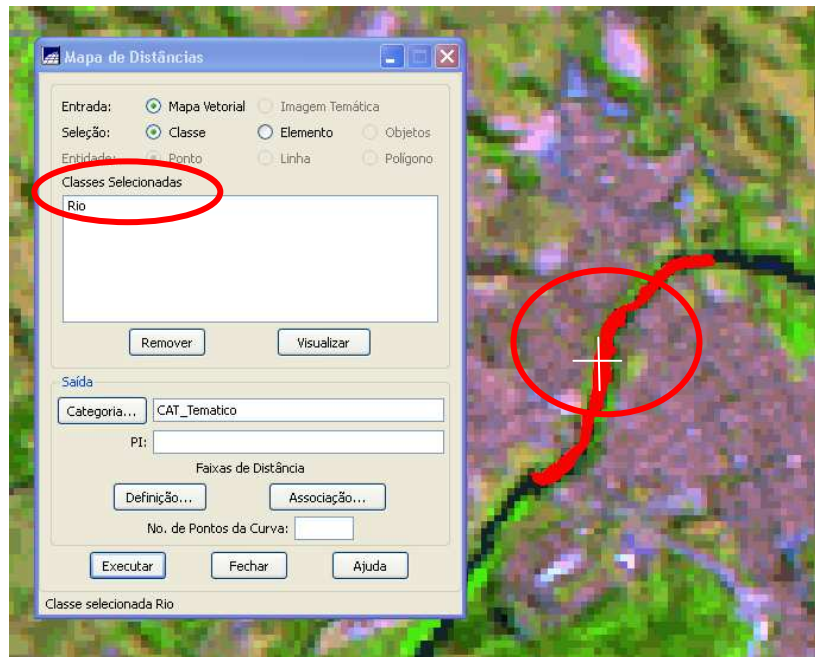 Mapa de Distâncias
Entrada: Mapa Vetorial Imagem Temática
Seleção: Classe Elemento Objetos
Entidade: Ponto Linha Polígono
Classes Selecionadas
Rio
Remover Visualizar
Saída
Categoria... CAT_Tematico
PI:
Faixas de Distância
Definição... Associação...
No. de Pontos da Curva:
Executar Fechar Ajuda
Classe selecionada Rio